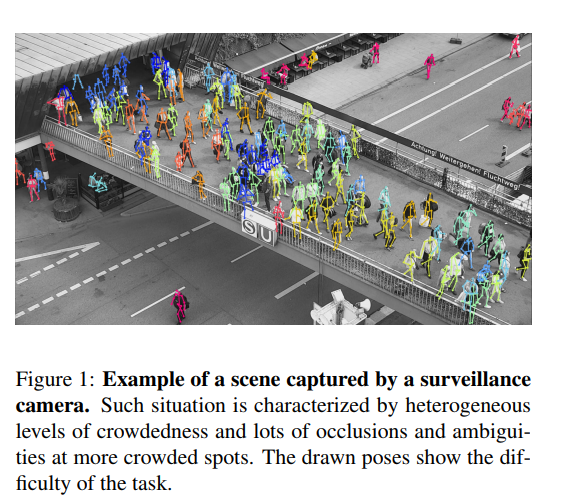 Achtung! Weitergehen! Fluchtweg!
S U
Figure 1: Example of a scene captured by a surveillance
camera. Such situation is characterized by heterogeneous
levels of crowdedness and lots of occlusions and ambigui-
ties at more crowded spots. The drawn poses show the dif-
ficulty of the task.